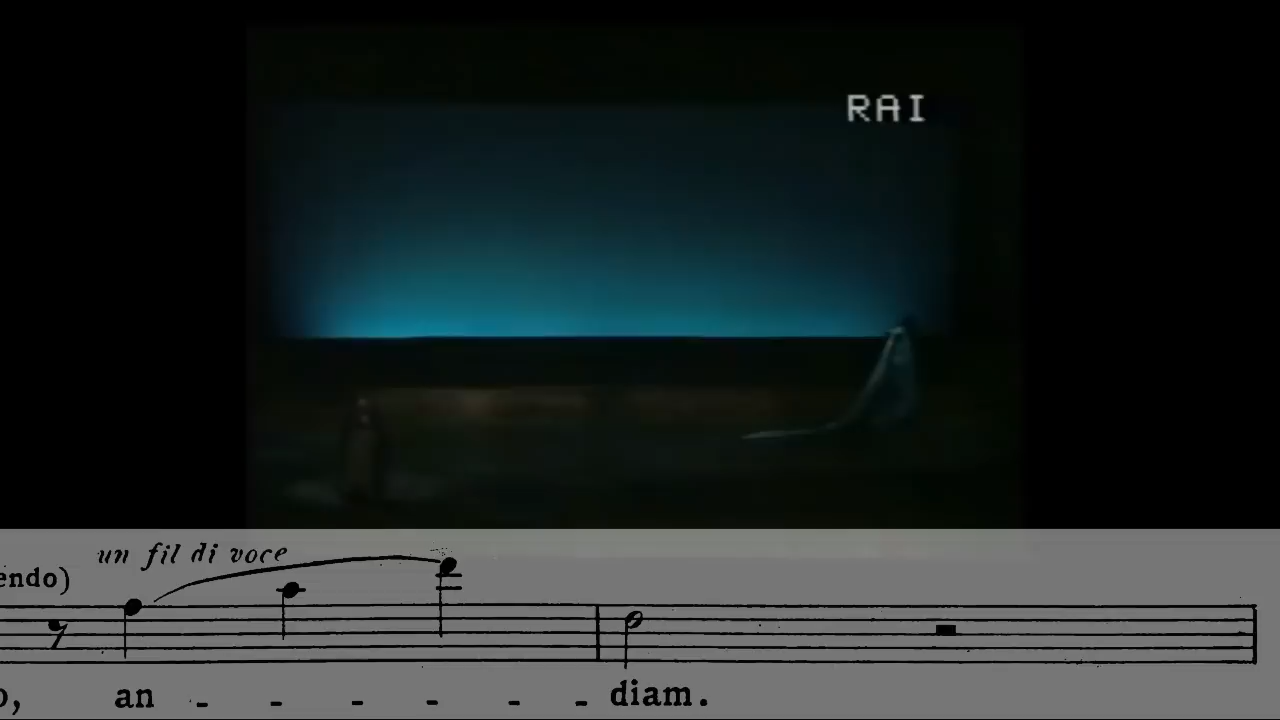 RAI
un fil di voce
endo)
o, an - - - - - - diam.